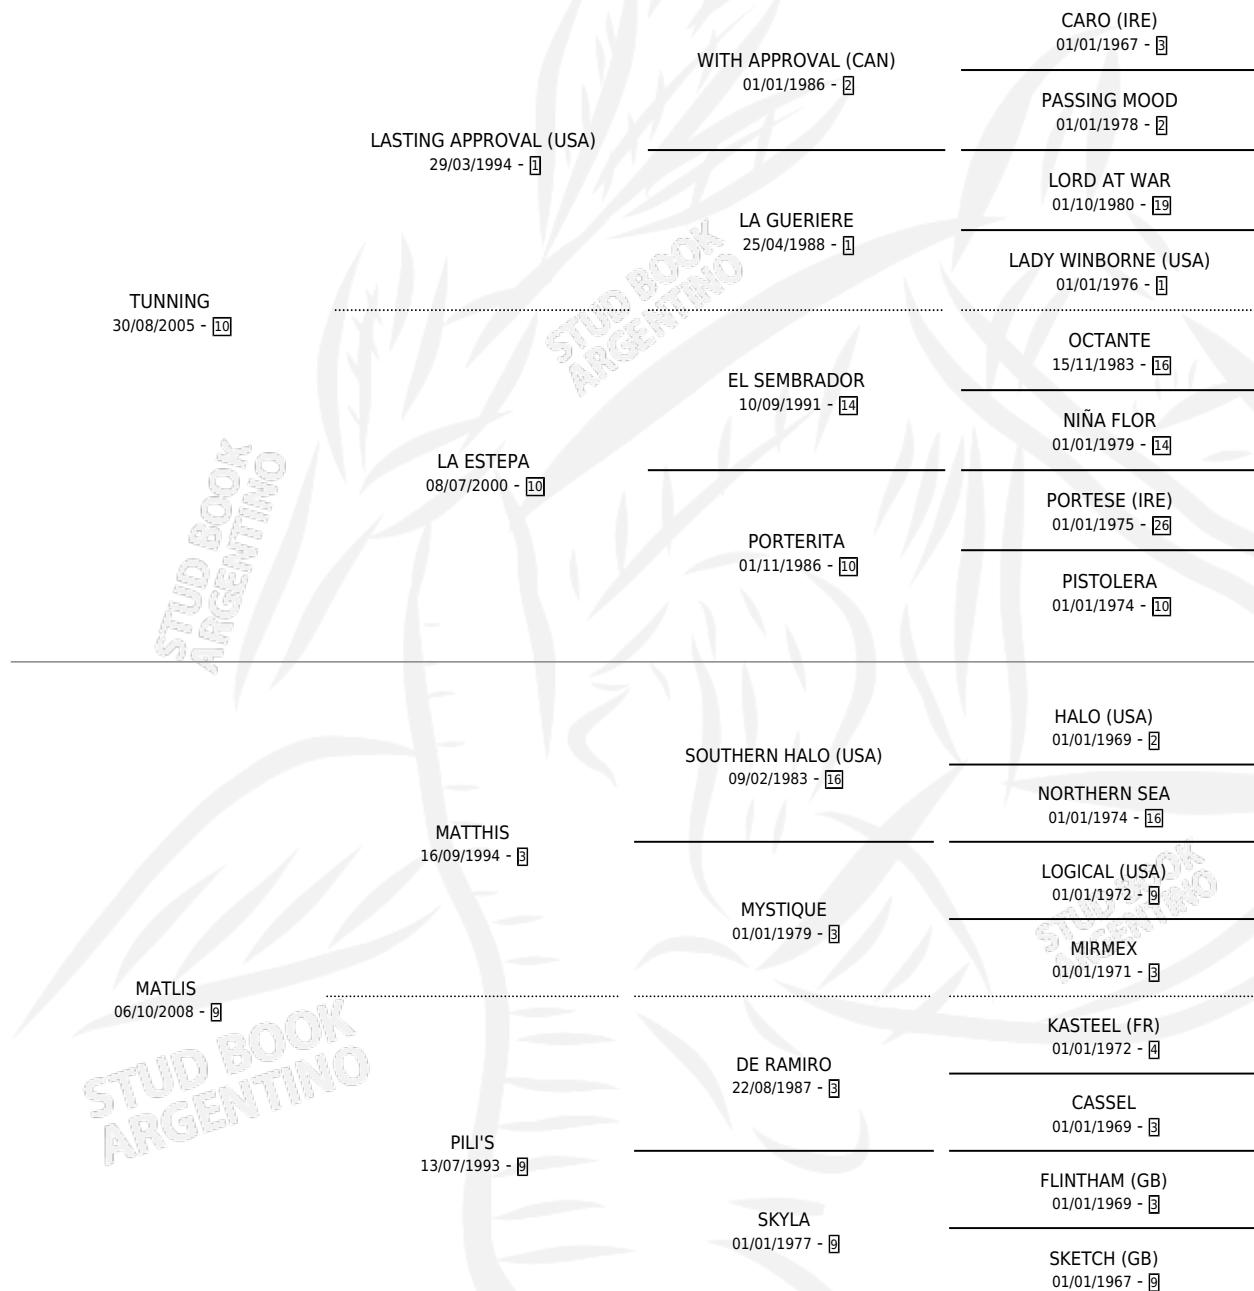 TUNNING
30/08/2005 - 10
LASTING APPROVAL (USA)
29/03/1994 - 1
WITH APPROVAL (CAN)
01/01/1986 - 2
CARO (IRE)
01/01/1967 - 3
PASSING MOOD
01/01/1978 - 2
LA GUERIERE
25/04/1988 - 1
LORD AT WAR
01/10/1980 - 19
LADY WINBORNE (USA)
01/01/1976 - 1
LA ESTEPA
08/07/2000 - 10
EL SEMBRADOR
10/09/1991 - 14
OCTANTE
15/11/1983 - 16
NIÑA FLOR
01/01/1979 - 14
PORTERITA
01/11/1986 - 10
PORTESE (IRE)
01/01/1975 - 26
PISTOLERA
01/01/1974 - 10
MATLIS
06/10/2008 - 9
MATTHIS
16/09/1994 - 3
SOUTHERN HALO (USA)
09/02/1983 - 16
HALO (USA)
01/01/1969 - 2
NORTHERN SEA
01/01/1974 - 16
MYSTIQUE
01/01/1979 - 3
LOGICAL (USA)
01/01/1972 - 9
MIRMEX
01/01/1971 - 3
PILI'S
13/07/1993 - 9
DE RAMIRO
22/08/1987 - 3
KASTEEL (FR)
01/01/1972 - 4
CASSEL
01/01/1969 - 3
SKYLA
01/01/1977 - 9
FLINTHAM (GB)
01/01/1969 - 3
SKETCH (GB)
01/01/1967 - 9
STUD BOOK
ARGENTINO
STUD BOOK
ARGENTINO
STUD BOOK
ARGENTINO
STUD BOOK
ARGENTINO